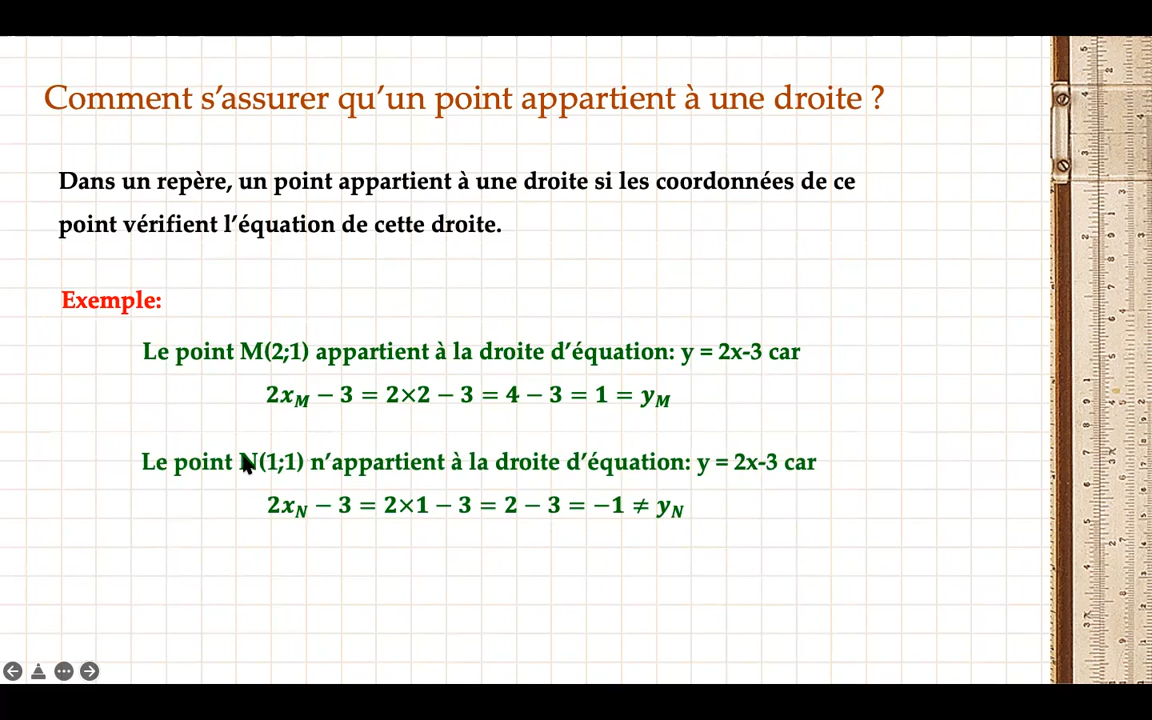 Comment s’assurer qu’un point appartient à une droite ?
Dans un repère, un point appartient à une droite si les coordonnées de ce
point vérifient l’équation de cette droite.
Exemple:
Le point M(2;1) appartient à la droite d’équation: y = 2x-3 car
2x_M − 3 = 2×2 − 3 = 4 − 3 = 1 = y_M
Le point N(1;1) n’appartient à la droite d’équation: y = 2x-3 car
2x_N − 3 = 2×1 − 3 = 2 − 3 = −1 ≠ y_N